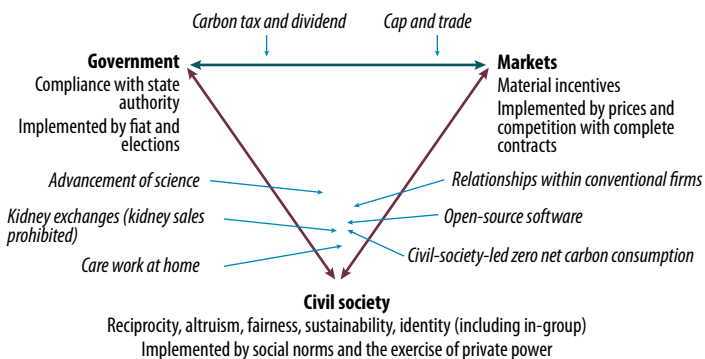 Carbon tax and dividend
Cap and trade
Government
Compliance with state
authority
Implemented by fiat and
elections
Markets
Material incentives
Implemented by prices and
competition with complete
contracts
Advancement of science
Relationships within conventional firms
Kidney exchanges (kidney sales
prohibited)
Open-source software
Care work at home
Civil-society-led zero net carbon consumption
Civil society
Reciprocity, altruism, fairness, sustainability, identity (including in-group)
Implemented by social norms and the exercise of private power